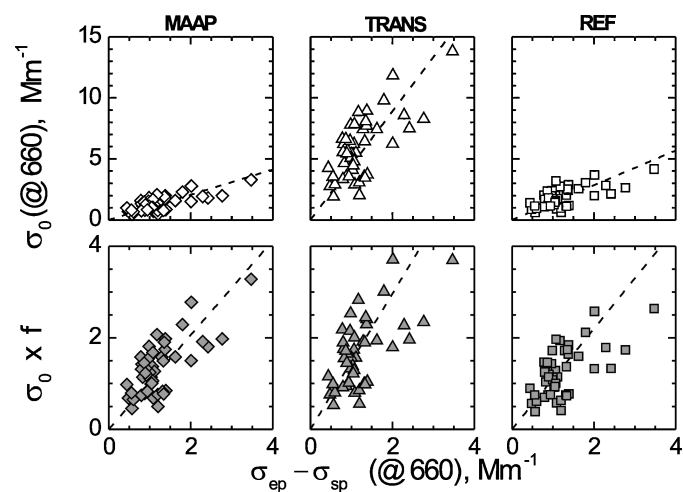 MAAP TRANS REF
15
10
5
0
σ₀ (@ 660), Mm⁻¹
4
2
0
σ₀ x f
0 2 4 0 2 4 0 2 4
σep − σsp (@ 660), Mm⁻¹